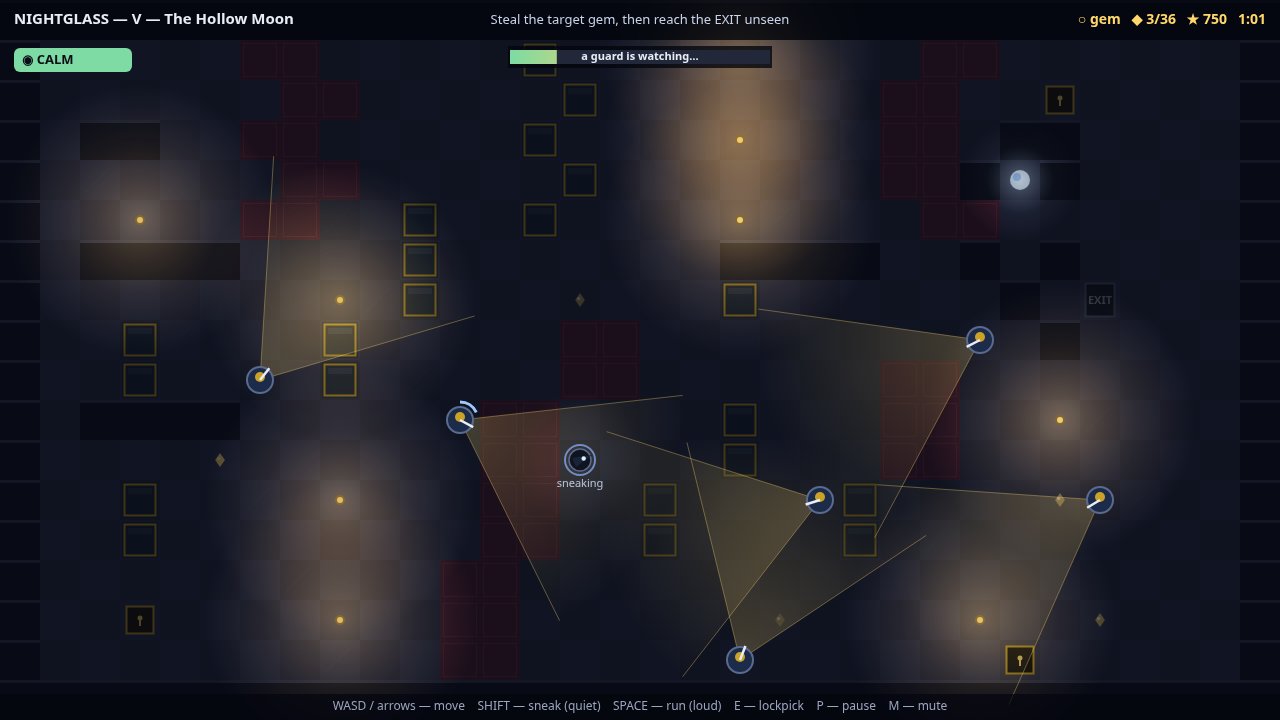 NIGHTGLASS — V — The Hollow Moon
Steal the target gem, then reach the EXIT unseen
○ gem ◆ 3/36 ★ 750 1:01
◉ CALM
a guard is watching...
EXIT
sneaking
WASD / arrows — move SHIFT — sneak (quiet) SPACE — run (loud) E — lockpick P — pause M — mute